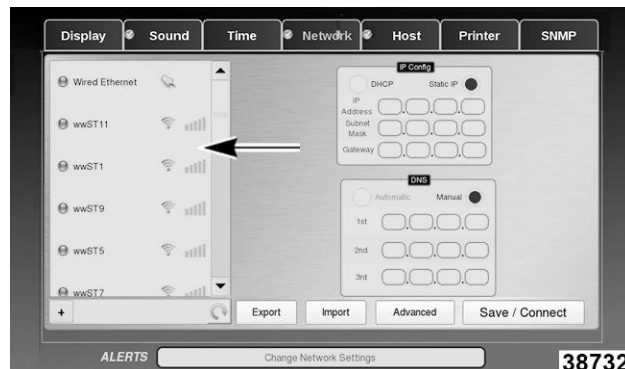 Display Sound Time Network Host Printer SNMP
Wired Ethernet
wwST11
wwST1
wwST9
wwST5
wwST7
IP Config
DHCP Static IP
IP Address
Subnet Mask
Gateway
DNS
Automatic Manual
1st
2nd
3rd
+ Export Import Advanced Save / Connect
ALERTS Change Network Settings
38732